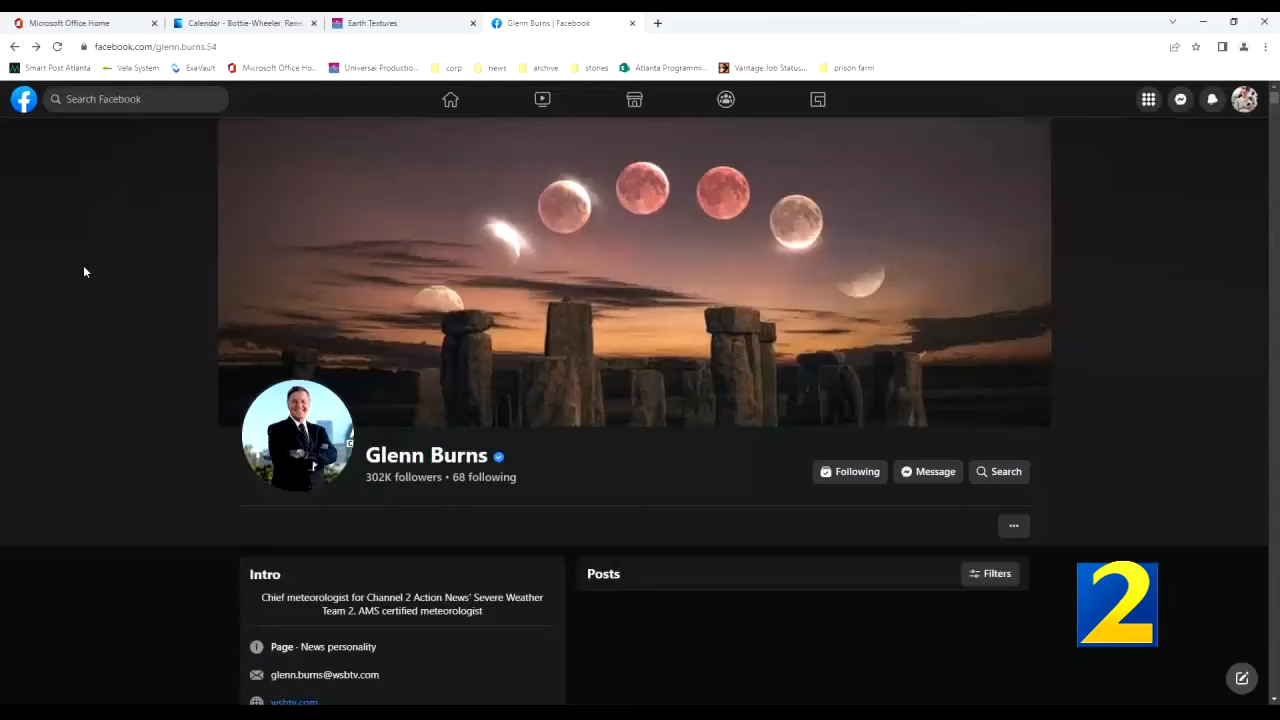 Microsoft Office Home
Calendar - Bottie-Wheeler, Rene
Earth Textures
Glenn Burns | Facebook
facebook.com/glenn.burns.54
Smart Post Atlanta
Vela System
ExaVault
Microsoft Office Ho...
Universal Productio...
corp
news
archive
stories
Atlanta Programmi...
Vantage Job Status...
prison farm
Search Facebook
Glenn Burns
302K followers • 68 following
Following
Message
Search
...
Intro
Chief meteorologist for Channel 2 Action News' Severe Weather
Team 2. AMS certified meteorologist
Page · News personality
glenn.burns@wsbtv.com
wsbtv.com
Posts
Filters
2